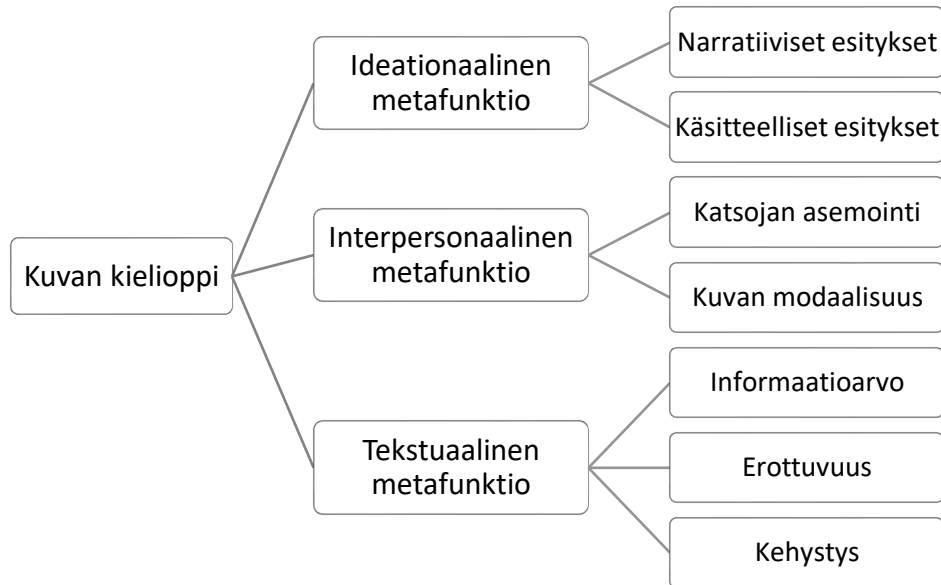 Kuvan kielioppi
Ideationaalinen
metafunktio
Narratiiviset esitykset
Käsitteelliset esitykset
Interpersonaalinen
metafunktio
Katsojan asemointi
Kuvan modaalisuus
Tekstuaalinen
metafunktio
Informaatioarvo
Erottuvuus
Kehystys